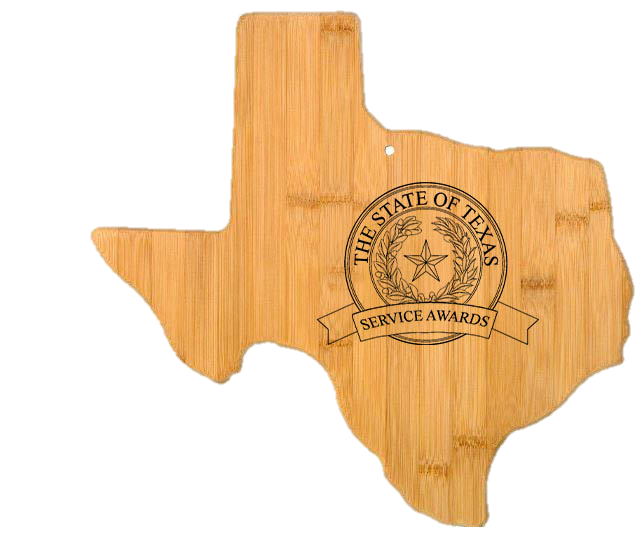 THE STATE OF TEXAS
SERVICE AWARDS